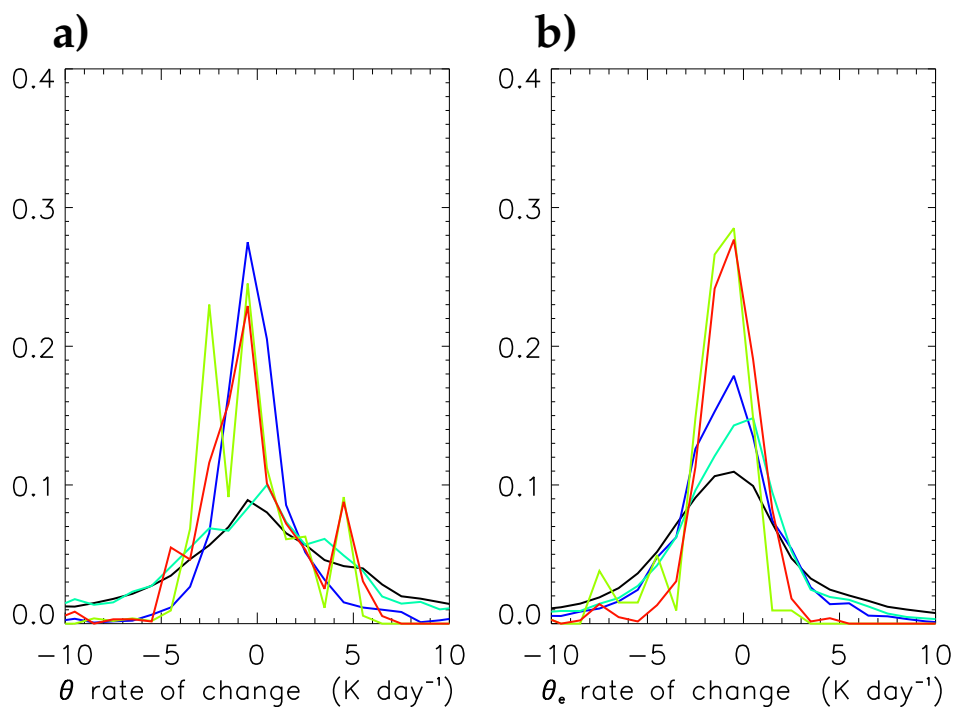 a) b)
0.4 0.4
0.3 0.3
0.2 0.2
0.1 0.1
0.0 0.0
−10 −5 0 5 10 −10 −5 0 5 10
θ rate of change (K day⁻¹) θₑ rate of change (K day⁻¹)